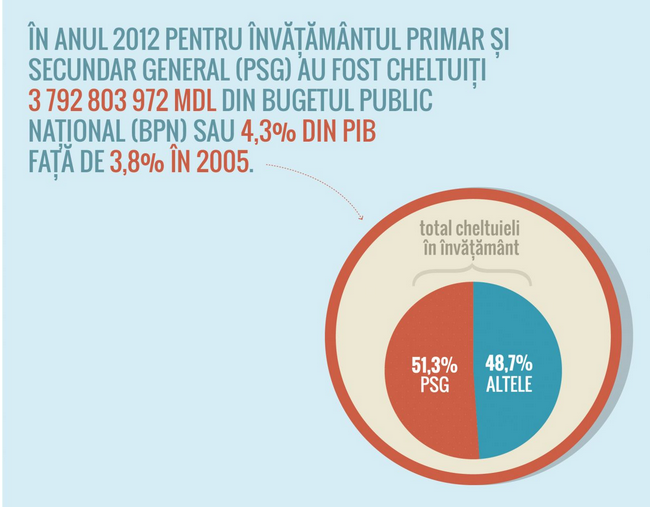 ÎN ANUL 2012 PENTRU ÎNVĂȚĂMÂNTUL PRIMAR ȘI
SECUNDAR GENERAL (PSG) AU FOST CHELTUIȚI
3 792 803 972 MDL DIN BUGETUL PUBLIC
NAȚIONAL (BPN) SAU 4,3% DIN PIB
FAȚĂ DE 3,8% ÎN 2005.
total cheltuieli
în învățământ
51,3%
PSG
48,7%
ALTELE